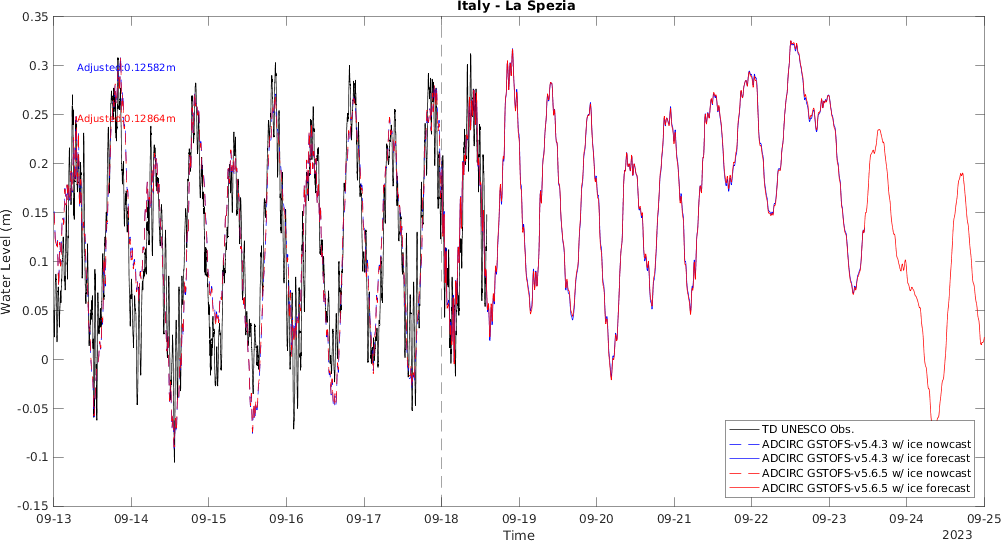 Italy - La Spezia
Adjusted:0.12582m
Adjusted:0.12864m
Water Level (m)
0.35
0.3
0.25
0.2
0.15
0.1
0.05
0
-0.05
-0.1
-0.15
TD UNESCO Obs.
ADCIRC GSTOFS-v5.4.3 w/ ice nowcast
ADCIRC GSTOFS-v5.4.3 w/ ice forecast
ADCIRC GSTOFS-v5.6.5 w/ ice nowcast
ADCIRC GSTOFS-v5.6.5 w/ ice forecast
09-13 09-14 09-15 09-16 09-17 09-18 09-19 09-20 09-21 09-22 09-23 09-24 09-25
Time
2023